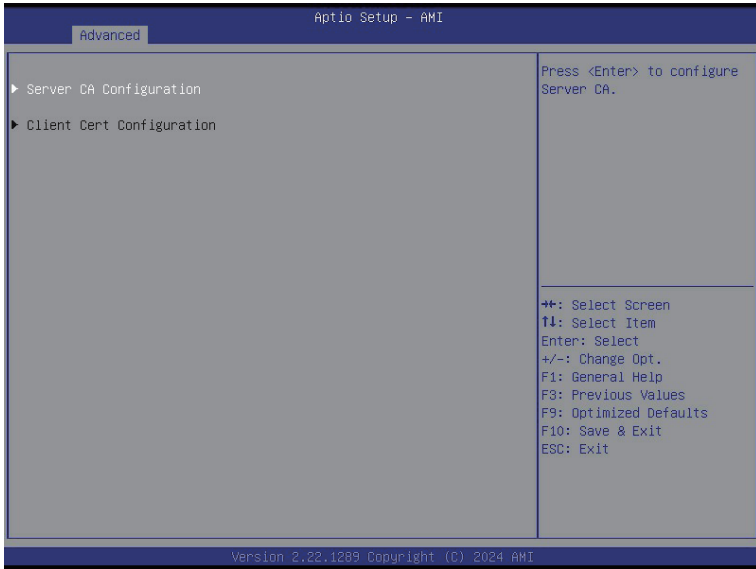 Aptio Setup – AMI
Advanced
▶ Server CA Configuration
▶ Client Cert Configuration
Press <Enter> to configure
Server CA.
→←: Select Screen
↑↓: Select Item
Enter: Select
+/-: Change Opt.
F1: General Help
F3: Previous Values
F9: Optimized Defaults
F10: Save & Exit
ESC: Exit
Version 2.22.1289 Copyright (C) 2024 AMI